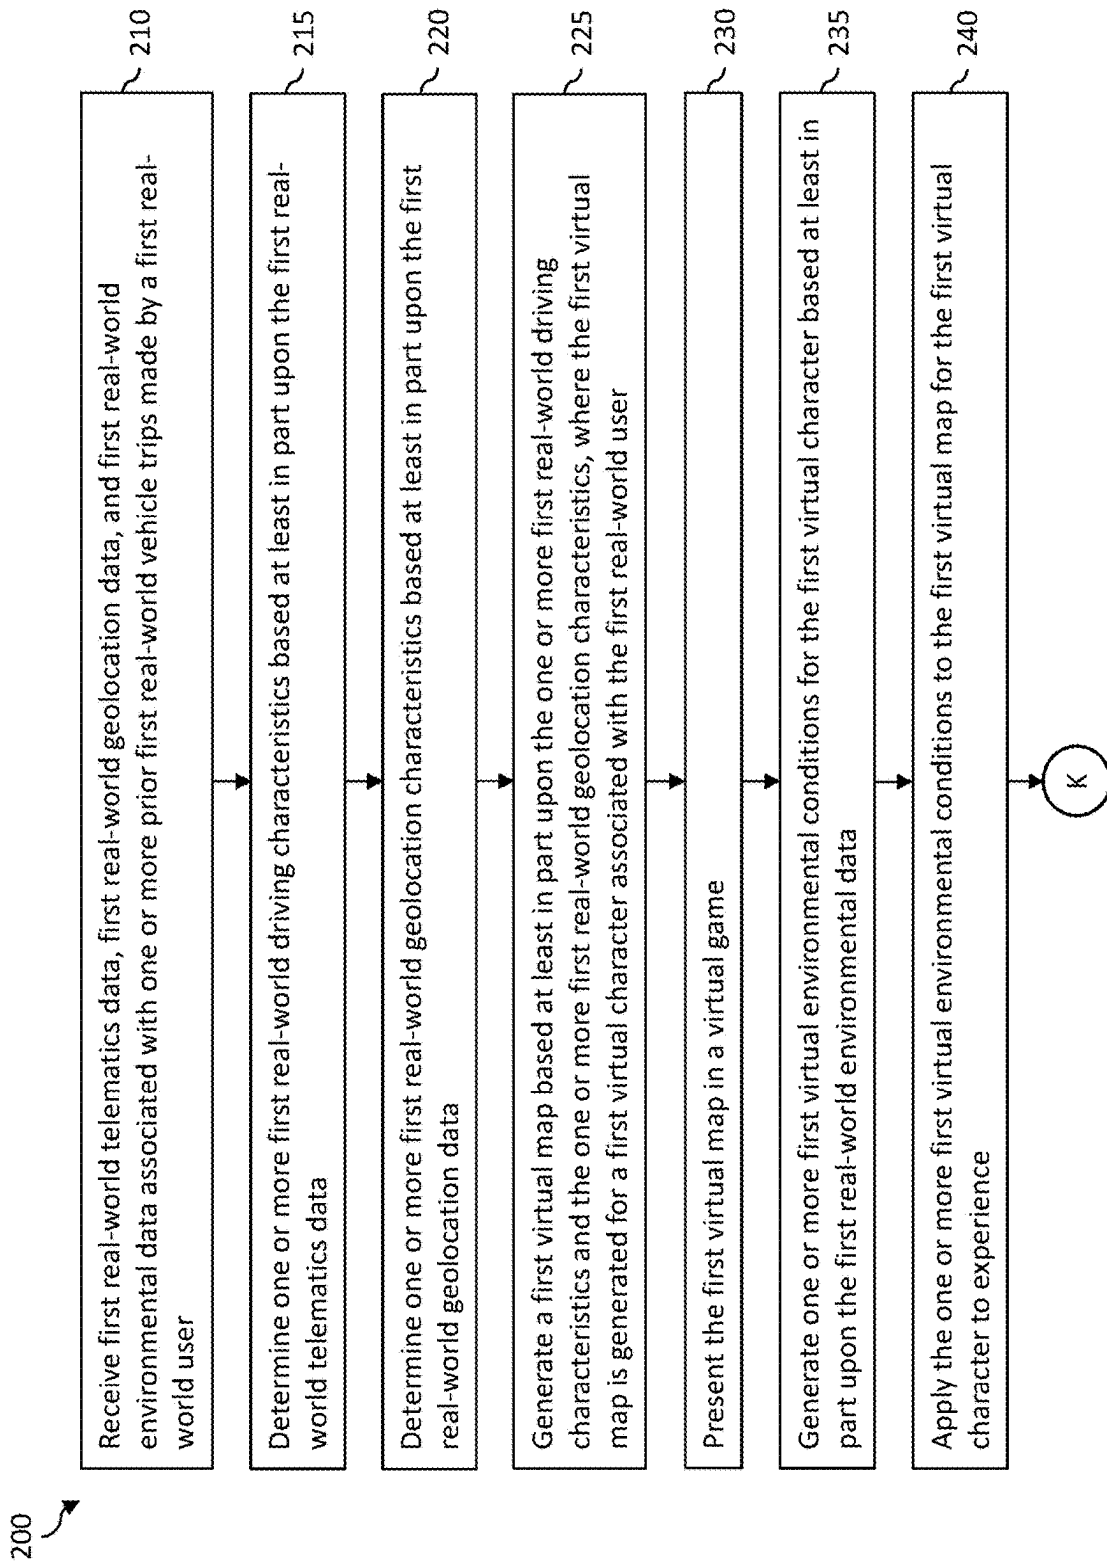 200
Receive first real-world telematics data, first real-world geolocation data, and first real-world
environmental data associated with one or more prior first real-world vehicle trips made by a first real-
world user
210
Determine one or more first real-world driving characteristics based at least in part upon the first real-
world telematics data
215
Determine one or more first real-world geolocation characteristics based at least in part upon the first
real-world geolocation data
220
Generate a first virtual map based at least in part upon the one or more first real-world driving
characteristics and the one or more first real-world geolocation characteristics, where the first virtual
map is generated for a first virtual character associated with the first real-world user
225
Present the first virtual map in a virtual game
230
Generate one or more first virtual environmental conditions for the first virtual character based at least in
part upon the first real-world environmental data
235
Apply the one or more first virtual environmental conditions to the first virtual map for the first virtual
character to experience
240
K